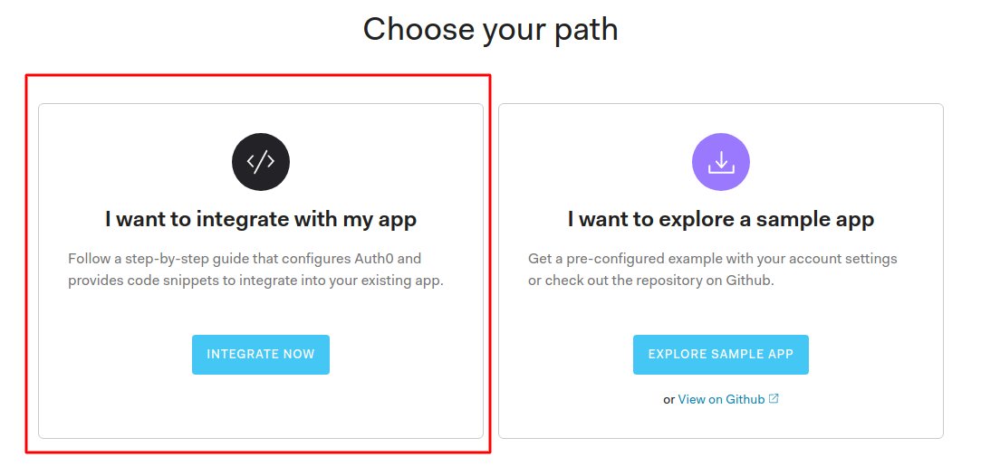 Choose your path
I want to integrate with my app
Follow a step-by-step guide that configures Auth0 and
provides code snippets to integrate into your existing app.
INTEGRATE NOW
I want to explore a sample app
Get a pre-configured example with your account settings
or check out the repository on Github.
EXPLORE SAMPLE APP
or View on Github